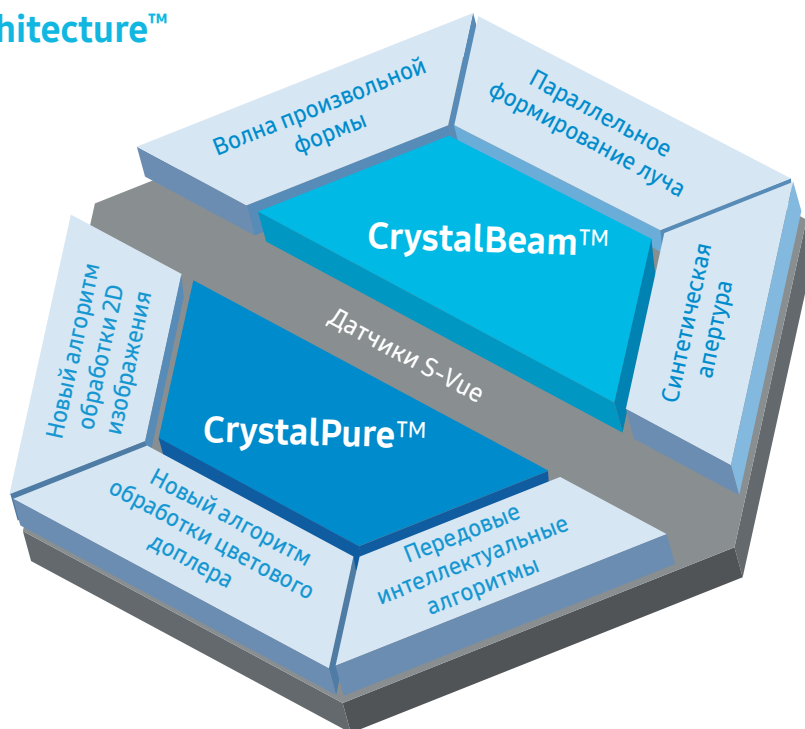 hitecture™
Волна произвольной
формы
Параллельное
формирование луча
CrystalBeam™
Синтетическая
апертура
Датчики S-Vue
Новый алгоритм
обработки 2D
изображения
CrystalPure™
Новый алгоритм
обработки цветового
доплера
Передовые
интеллектуальные
алгоритмы